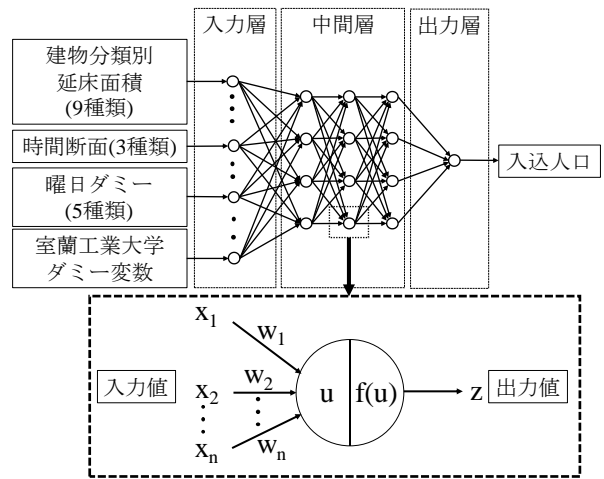 入力層
中間層
出力層
建物分類別
延床面積
(9種類)
時間断面(3種類)
曜日ダミー
(5種類)
室蘭工業大学
ダミー変数
入込人口
x1
w1
入力値
x2
w2
u
f(u)
z
出力値
xn
wn